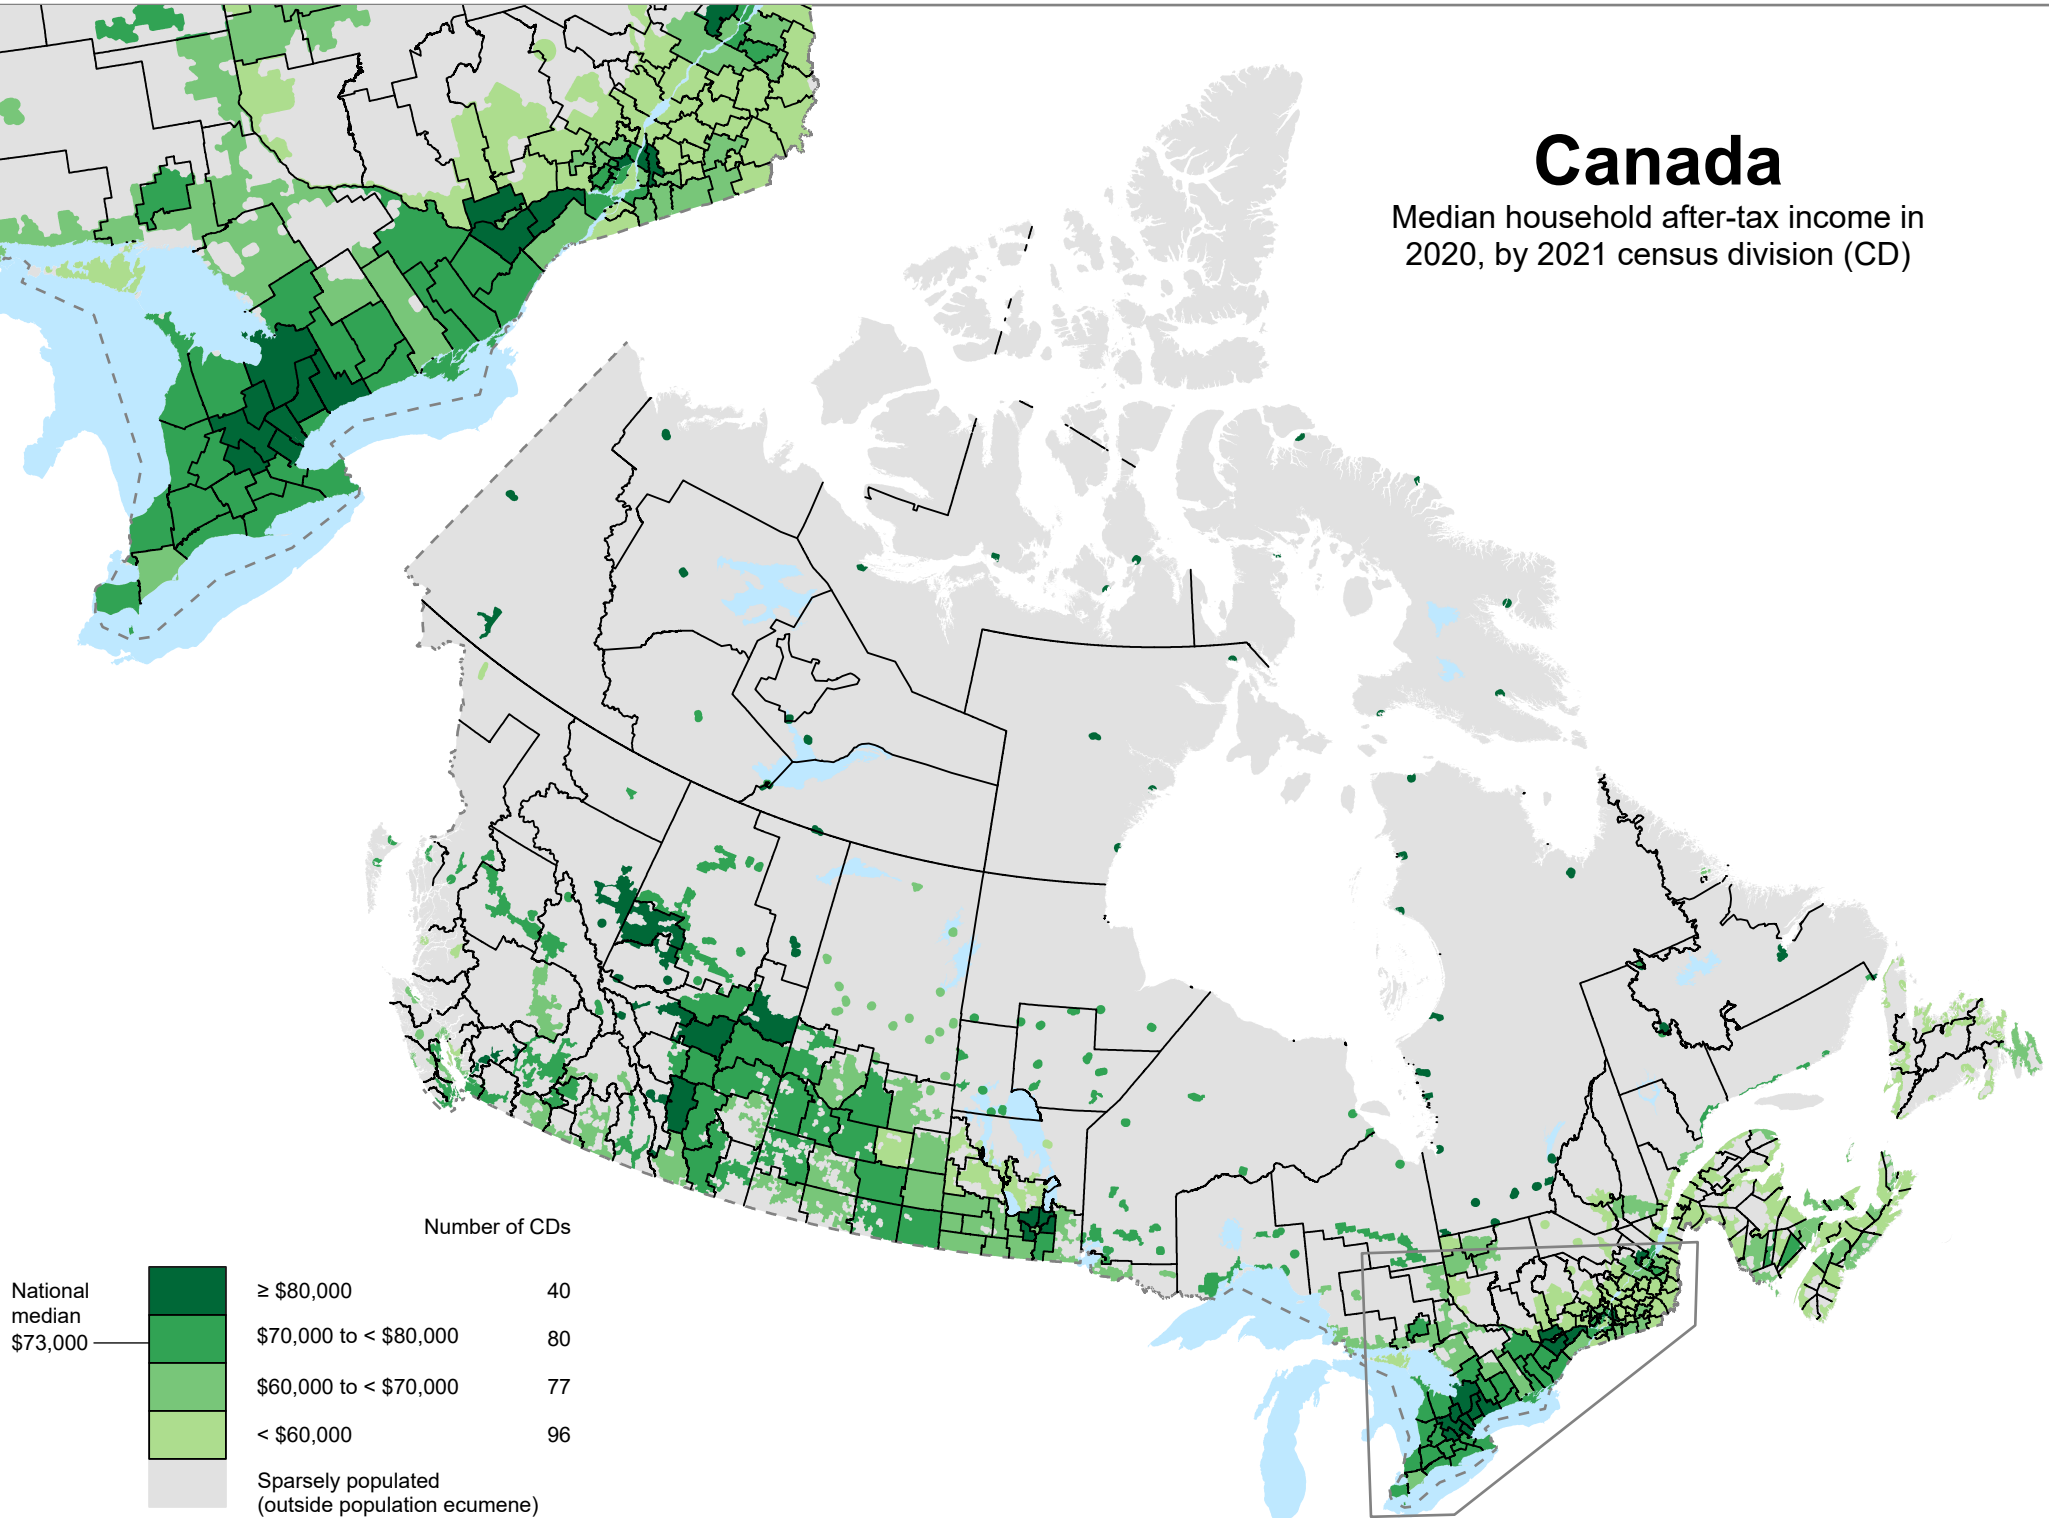 Canada
Median household after-tax income in
2020, by 2021 census division (CD)
Number of CDs
National
median
$73,000
≥ $80,000 40
$70,000 to < $80,000 80
$60,000 to < $70,000 77
< $60,000 96
Sparsely populated
(outside population ecumene)